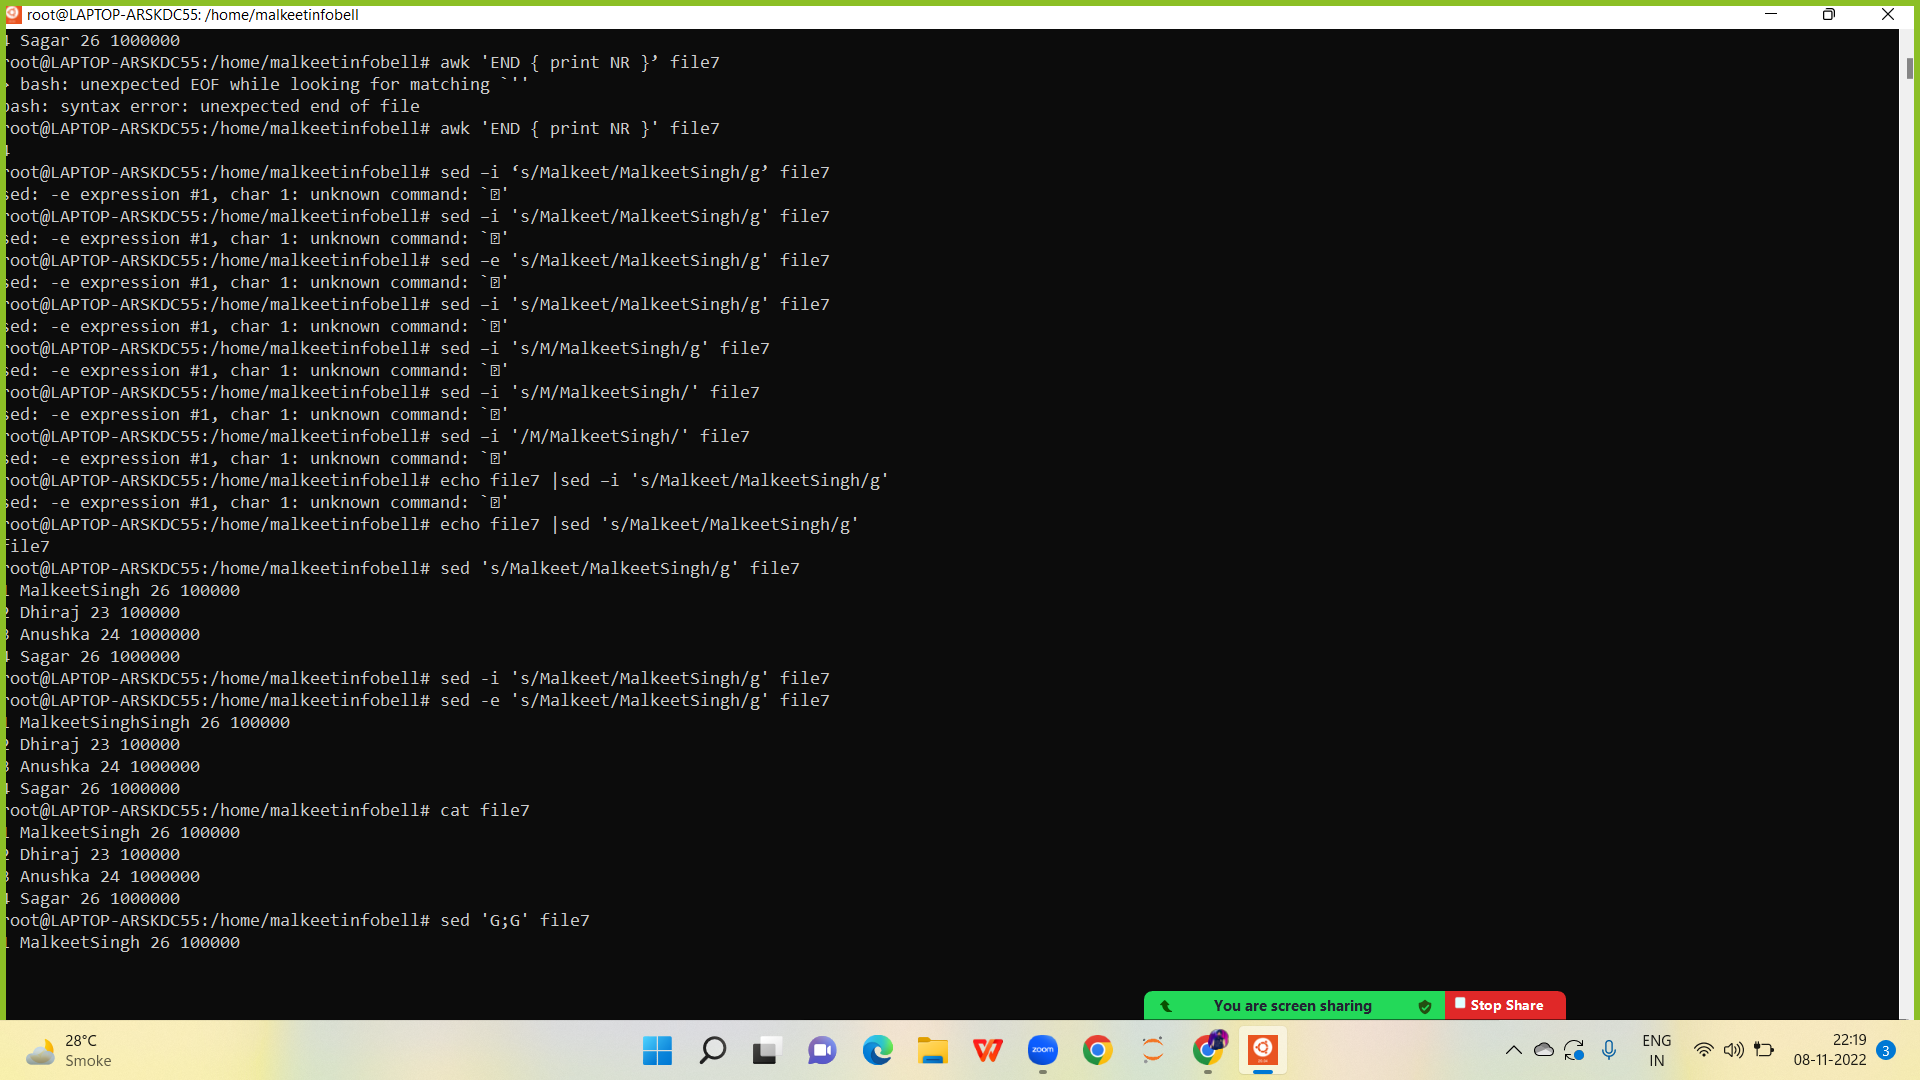 root@LAPTOP-ARSKDC55: /home/malkeetinfobell
4 Sagar 26 1000000
root@LAPTOP-ARSKDC55:/home/malkeetinfobell# awk 'END { print NR }’ file7
> bash: unexpected EOF while looking for matching `''
bash: syntax error: unexpected end of file
root@LAPTOP-ARSKDC55:/home/malkeetinfobell# awk 'END { print NR }' file7
4
root@LAPTOP-ARSKDC55:/home/malkeetinfobell# sed –i ‘s/Malkeet/MalkeetSingh/g’ file7
sed: -e expression #1, char 1: unknown command: `�'
root@LAPTOP-ARSKDC55:/home/malkeetinfobell# sed –i 's/Malkeet/MalkeetSingh/g' file7
sed: -e expression #1, char 1: unknown command: `�'
root@LAPTOP-ARSKDC55:/home/malkeetinfobell# sed –e 's/Malkeet/MalkeetSingh/g' file7
sed: -e expression #1, char 1: unknown command: `�'
root@LAPTOP-ARSKDC55:/home/malkeetinfobell# sed –i 's/Malkeet/MalkeetSingh/g' file7
sed: -e expression #1, char 1: unknown command: `�'
root@LAPTOP-ARSKDC55:/home/malkeetinfobell# sed –i 's/M/MalkeetSingh/g' file7
sed: -e expression #1, char 1: unknown command: `�'
root@LAPTOP-ARSKDC55:/home/malkeetinfobell# sed –i 's/M/MalkeetSingh/' file7
sed: -e expression #1, char 1: unknown command: `�'
root@LAPTOP-ARSKDC55:/home/malkeetinfobell# sed –i '/M/MalkeetSingh/' file7
sed: -e expression #1, char 1: unknown command: `�'
root@LAPTOP-ARSKDC55:/home/malkeetinfobell# echo file7 |sed –i 's/Malkeet/MalkeetSingh/g'
sed: -e expression #1, char 1: unknown command: `�'
root@LAPTOP-ARSKDC55:/home/malkeetinfobell# echo file7 |sed 's/Malkeet/MalkeetSingh/g'
file7
root@LAPTOP-ARSKDC55:/home/malkeetinfobell# sed 's/Malkeet/MalkeetSingh/g' file7
1 MalkeetSingh 26 100000
2 Dhiraj 23 100000
3 Anushka 24 1000000
4 Sagar 26 1000000
root@LAPTOP-ARSKDC55:/home/malkeetinfobell# sed -i 's/Malkeet/MalkeetSingh/g' file7
root@LAPTOP-ARSKDC55:/home/malkeetinfobell# sed -e 's/Malkeet/MalkeetSingh/g' file7
1 MalkeetSinghSingh 26 100000
2 Dhiraj 23 100000
3 Anushka 24 1000000
4 Sagar 26 1000000
root@LAPTOP-ARSKDC55:/home/malkeetinfobell# cat file7
1 MalkeetSingh 26 100000
2 Dhiraj 23 100000
3 Anushka 24 1000000
4 Sagar 26 1000000
root@LAPTOP-ARSKDC55:/home/malkeetinfobell# sed 'G;G' file7
1 MalkeetSingh 26 100000
You are screen sharing
Stop Share
28°C
Smoke
zoom
ENG
IN
22:19
08-11-2022
3